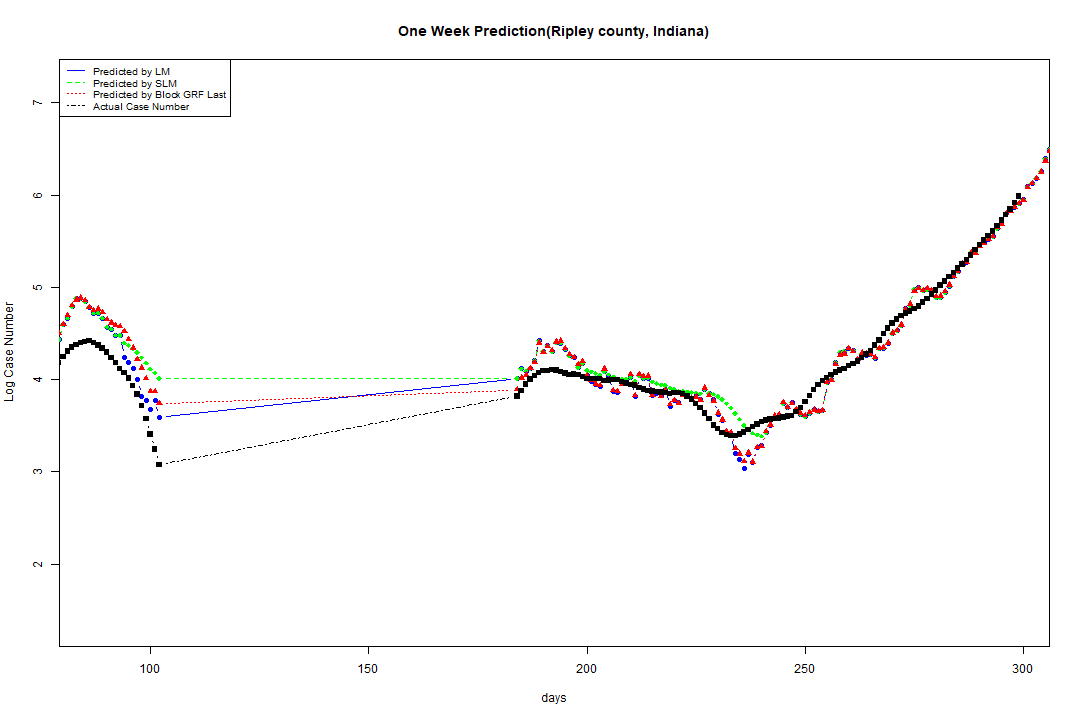 One Week Prediction(Ripley county, Indiana)
Predicted by LM
Predicted by SLM
Predicted by Block GRF Last
Actual Case Number
Log Case Number
7
6
5
4
3
2
100
150
200
250
300
days